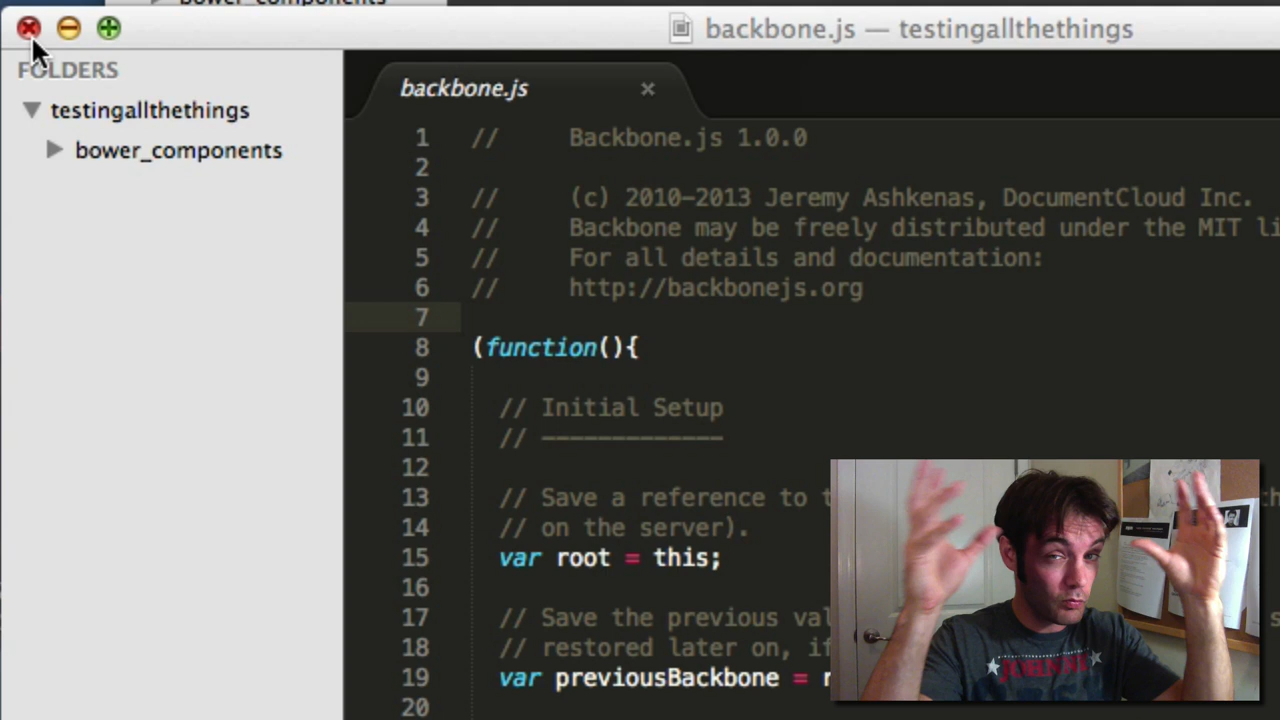 bower_components
backbone.js — testingallthethings
FOLDERS
testingallthethings
bower_components
backbone.js
1 // Backbone.js 1.0.0
2
3 // (c) 2010-2013 Jeremy Ashkenas, DocumentCloud Inc.
4 // Backbone may be freely distributed under the MIT li
5 // For all details and documentation:
6 // http://backbonejs.org
7
8 (function(){
9
10 // Initial Setup
11 // -------------
12
13 // Save a reference to t
14 // on the server).
15 var root = this;
16
17 // Save the previous val
18 // restored later on, if
19 var previousBackbone = r
20
JOHNNY